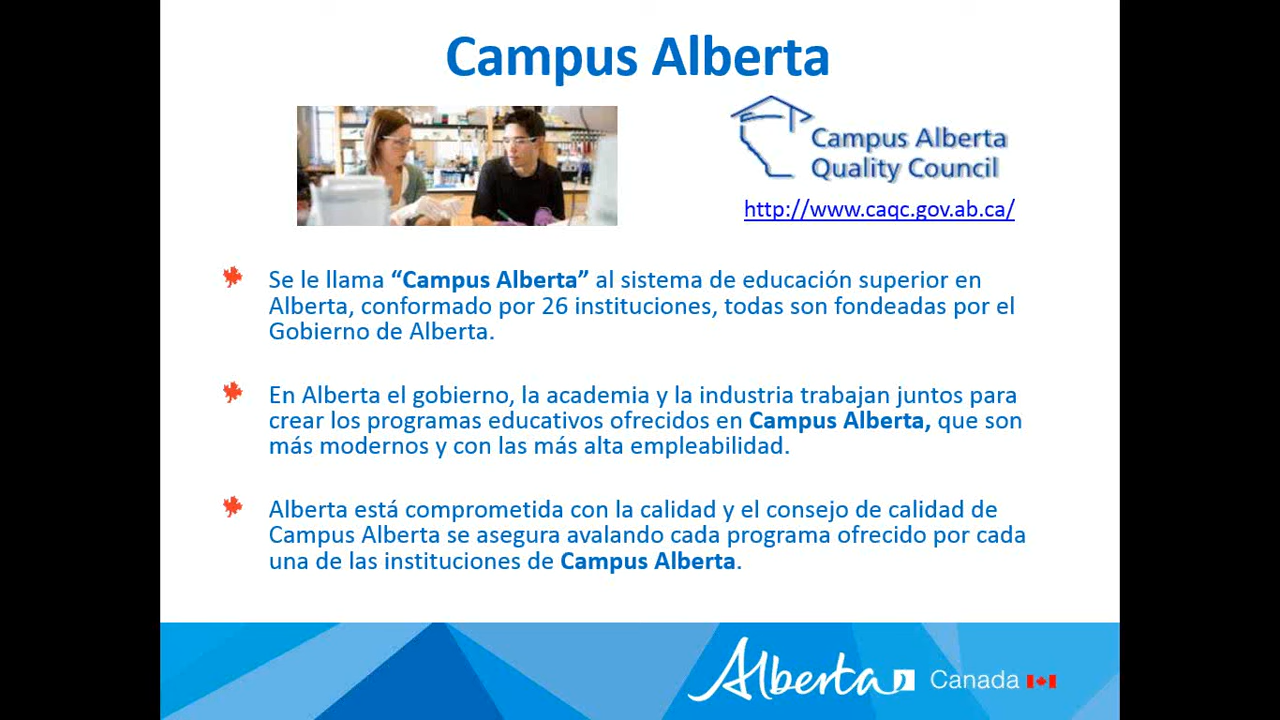 Campus Alberta
Campus Alberta
Quality Council
http://www.caqc.gov.ab.ca/
Se le llama “Campus Alberta” al sistema de educación superior en
Alberta, conformado por 26 instituciones, todas son fondeadas por el
Gobierno de Alberta.
En Alberta el gobierno, la academia y la industria trabajan juntos para
crear los programas educativos ofrecidos en Campus Alberta, que son
más modernos y con las más alta empleabilidad.
Alberta está comprometida con la calidad y el consejo de calidad de
Campus Alberta se asegura avalando cada programa ofrecido por cada
una de las instituciones de Campus Alberta.
Alberta Canada